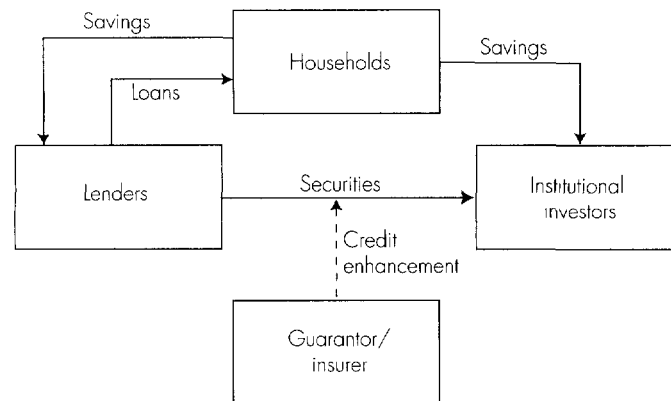 Savings
Households
Savings
Loans
Lenders
Securities
Institutional
investors
Credit
enhancement
Guarantor/
insurer